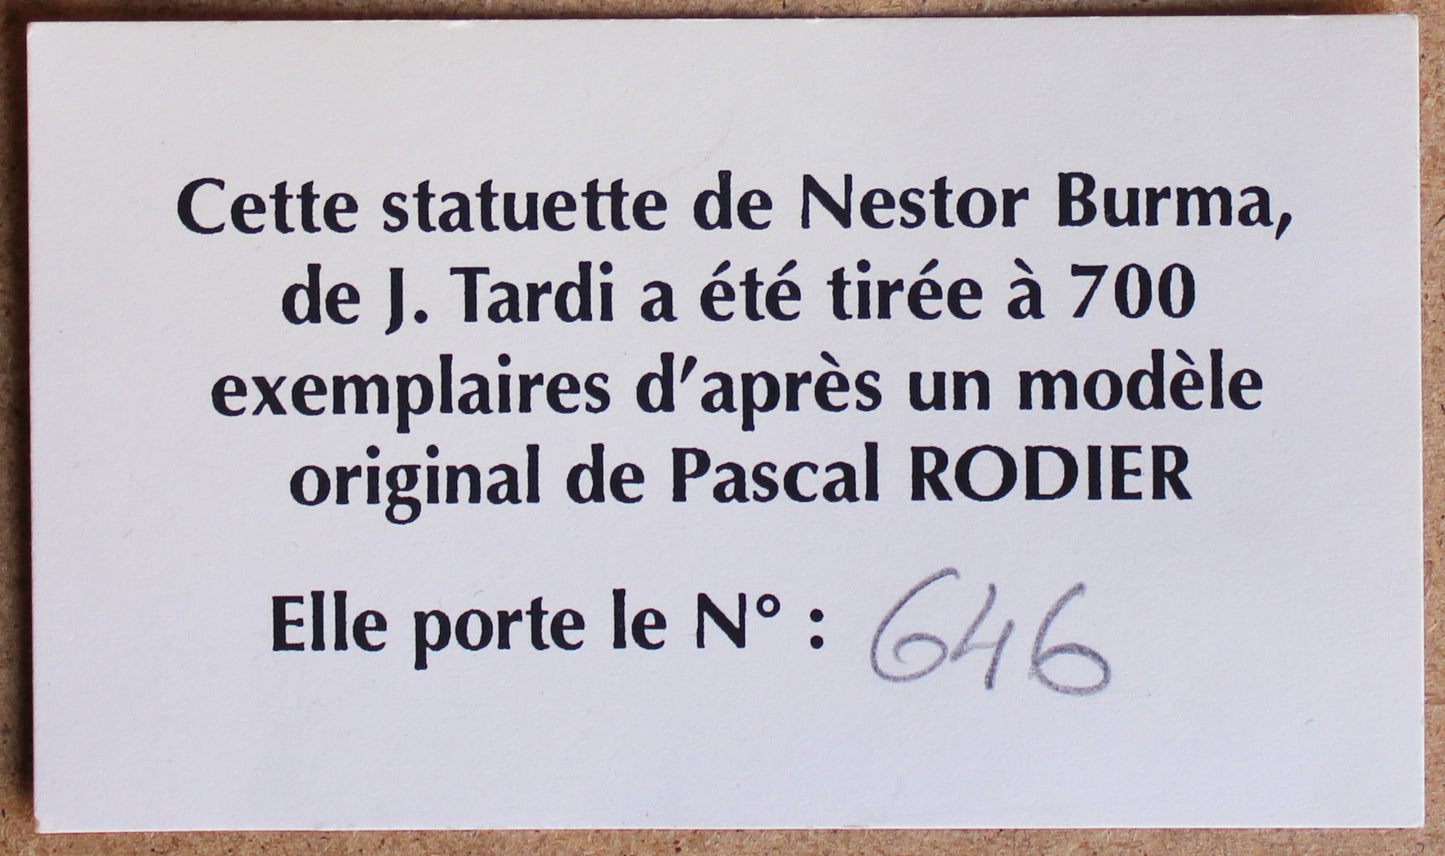 Cette statuette de Nestor Burma,
de J. Tardi a été tirée à 700
exemplaires d'après un modèle
original de Pascal RODIER
Elle porte le N° : 646